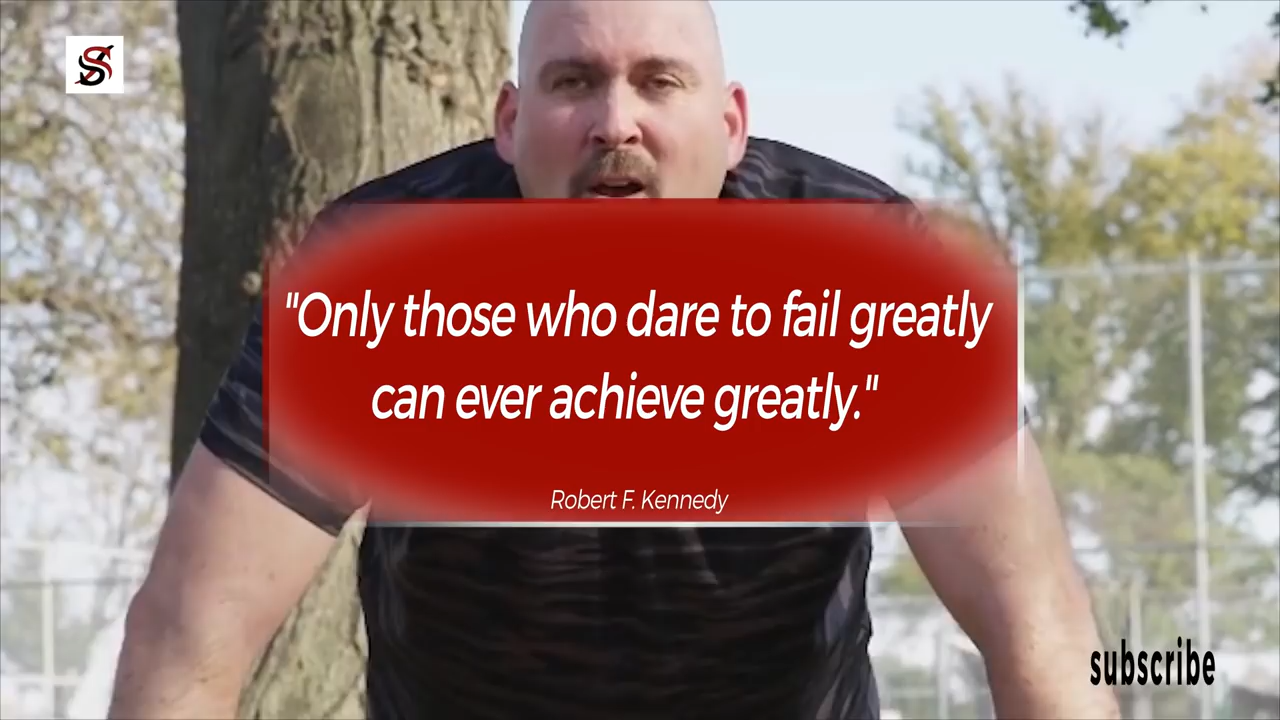 "Only those who dare to fail greatly
can ever achieve greatly."
Robert F. Kennedy
subscribe